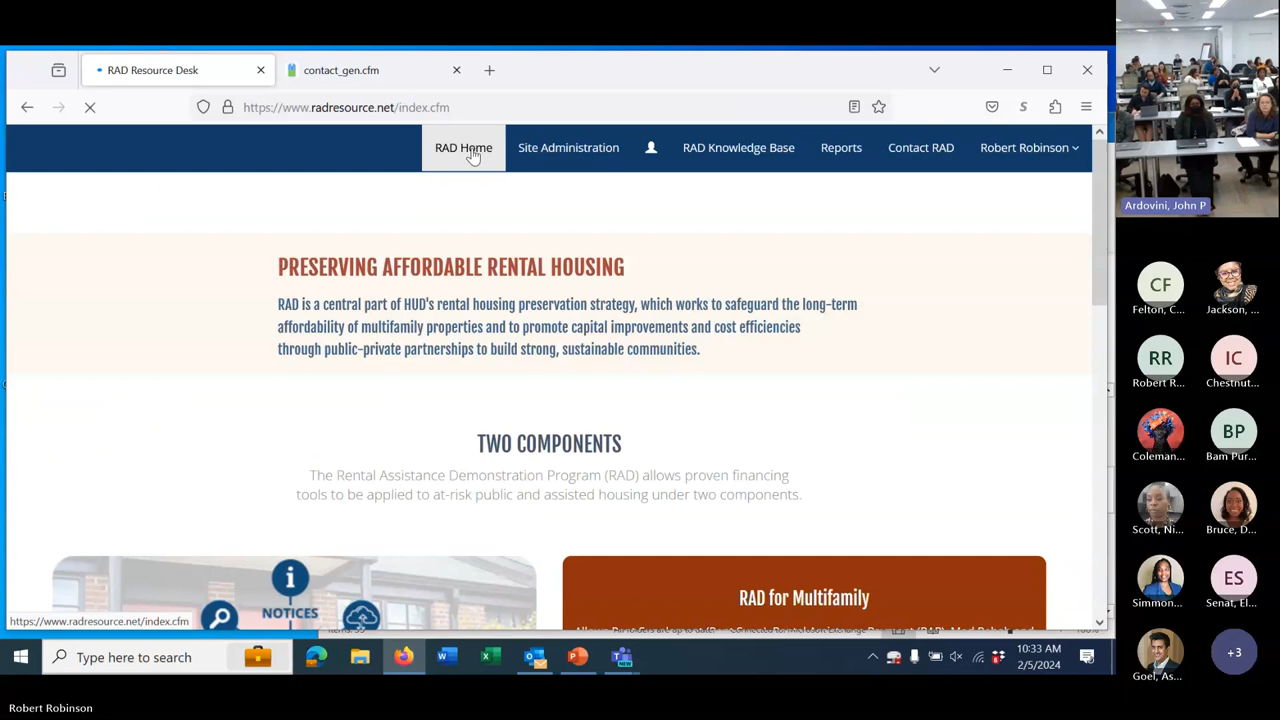 RAD Resource Desk
contact_gen.cfm
https://www.radresource.net/index.cfm
RAD Home
Site Administration
RAD Knowledge Base
Reports
Contact RAD
Robert Robinson
PRESERVING AFFORDABLE RENTAL HOUSING
RAD is a central part of HUD's rental housing preservation strategy, which works to safeguard the long-term
affordability of multifamily properties and to promote capital improvements and cost efficiencies
through public-private partnerships to build strong, sustainable communities.
TWO COMPONENTS
The Rental Assistance Demonstration Program (RAD) allows proven financing
tools to be applied to at-risk public and assisted housing under two components.
NOTICES
RAD for Multifamily
https://www.radresource.net/index.cfm
Type here to search
NEW
10:33 AM
2/5/2024
Robert Robinson
Ardovini, John P
CF
Felton, C...
Jackson, ...
RR
Robert R...
IC
Chestnut...
Coleman...
BP
Bam Pur...
Scott, Ni...
Bruce, D...
Simmon...
ES
Senat, El...
Goel, As...
+3